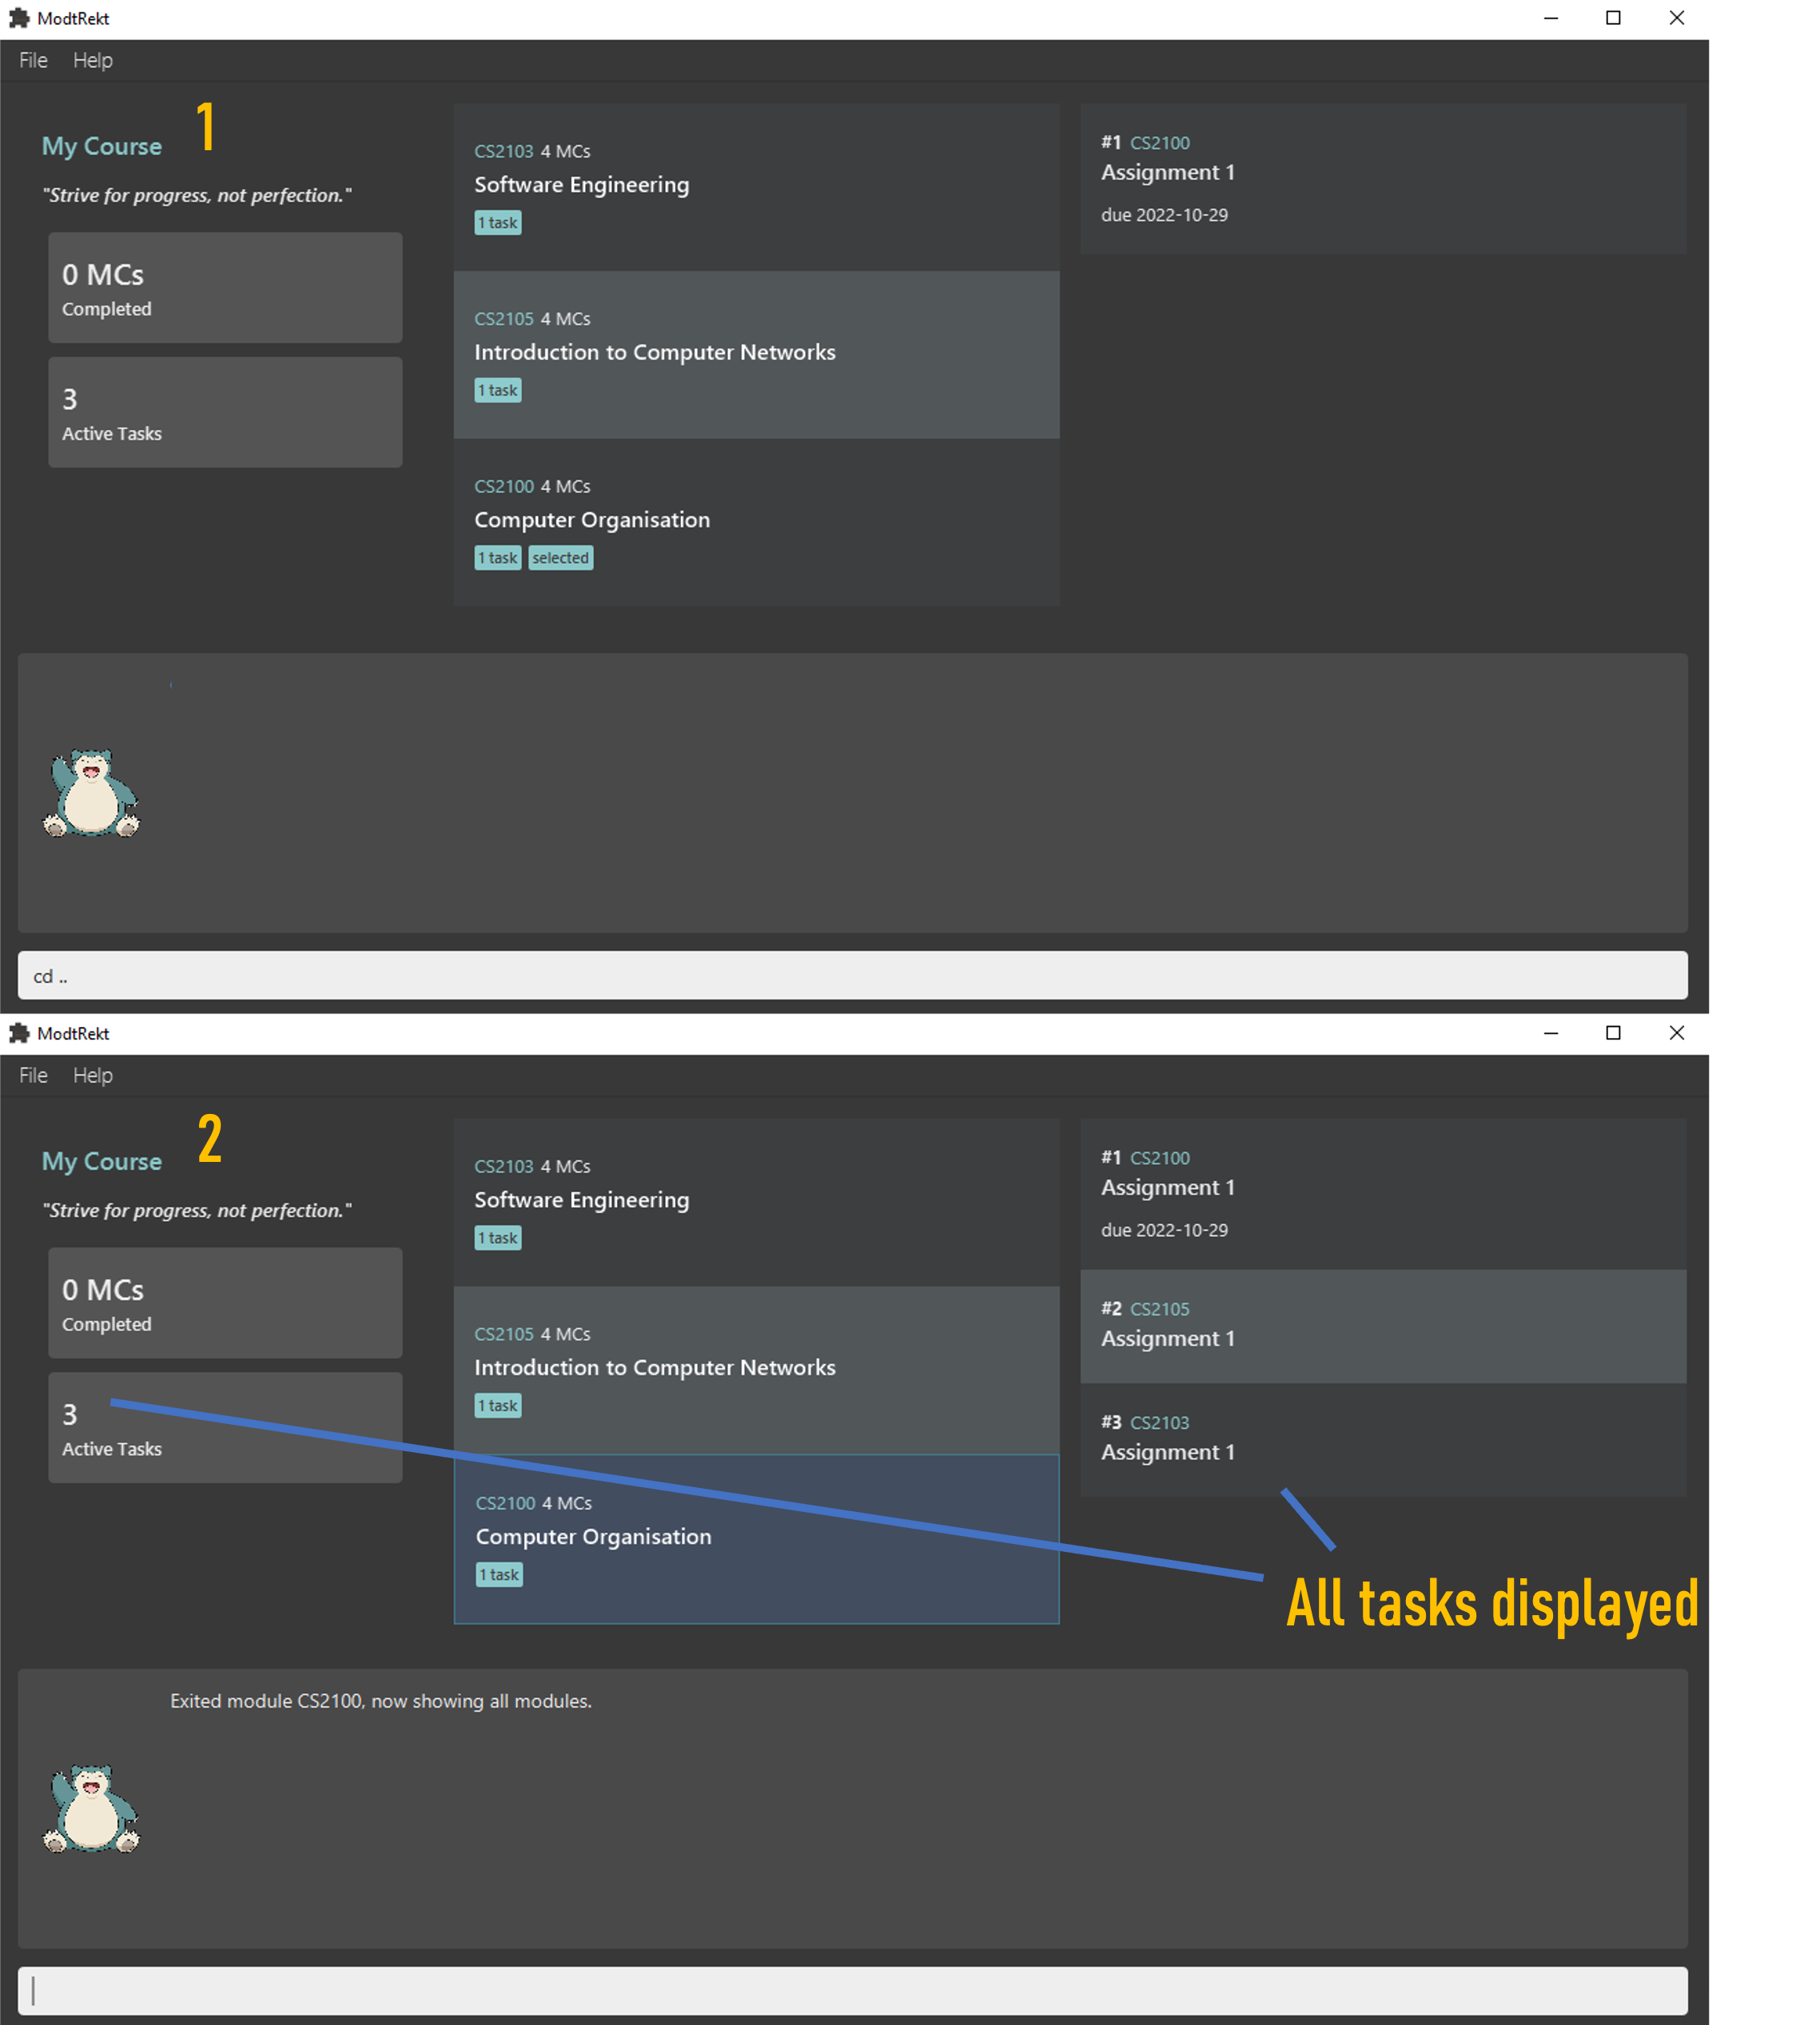 ModtRekt
File Help
1
My Course
"Strive for progress, not perfection."
0 MCs
Completed
3
Active Tasks
CS2103 4 MCs
Software Engineering
1 task
CS2105 4 MCs
Introduction to Computer Networks
1 task
CS2100 4 MCs
Computer Organisation
1 task selected
#1 CS2100
Assignment 1
due 2022-10-29
cd ..
ModtRekt
File Help
2
My Course
"Strive for progress, not perfection."
0 MCs
Completed
3
Active Tasks
CS2103 4 MCs
Software Engineering
1 task
CS2105 4 MCs
Introduction to Computer Networks
1 task
CS2100 4 MCs
Computer Organisation
1 task
#1 CS2100
Assignment 1
due 2022-10-29
#2 CS2105
Assignment 1
#3 CS2103
Assignment 1
All tasks displayed
Exited module CS2100, now showing all modules.